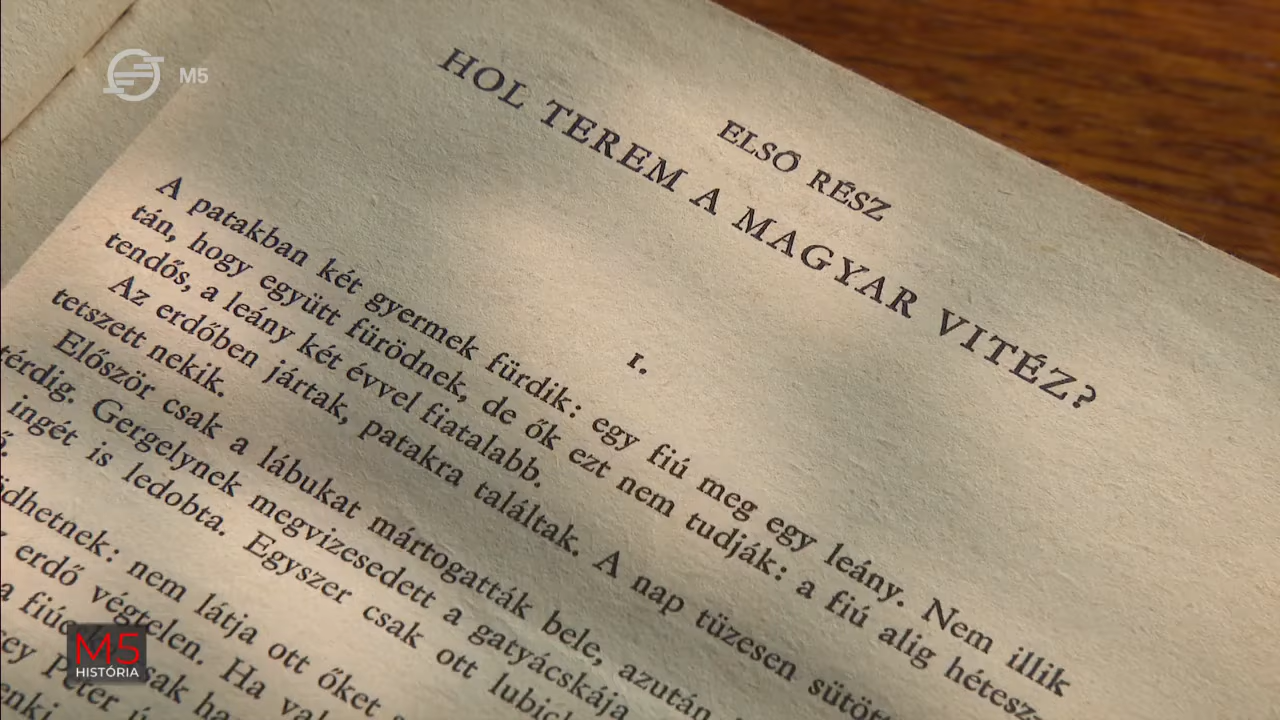 M5
ELSŐ RÉSZ
HOL TEREM A MAGYAR VITÉZ?
1.
A patakban két gyermek fürdik: egy fiú meg egy leány. Nem illik
tán, hogy együtt fürödnek, de ők ezt nem tudják: a fiú alig hétesz-
tendős, a leány két évvel fiatalabb.
Az erdőben jártak, patakra találtak. A nap tüzesen sütött
tetszett nekik.
Először csak a lábukat mártogatták bele, azután
térdig. Gergelynek megvizesedett a gatyácskája
ingét is ledobta. Egyszer csak ott
nem látja ott őket
erdő végtelen. Ha
a
Péter
M5
HISTÓRIA